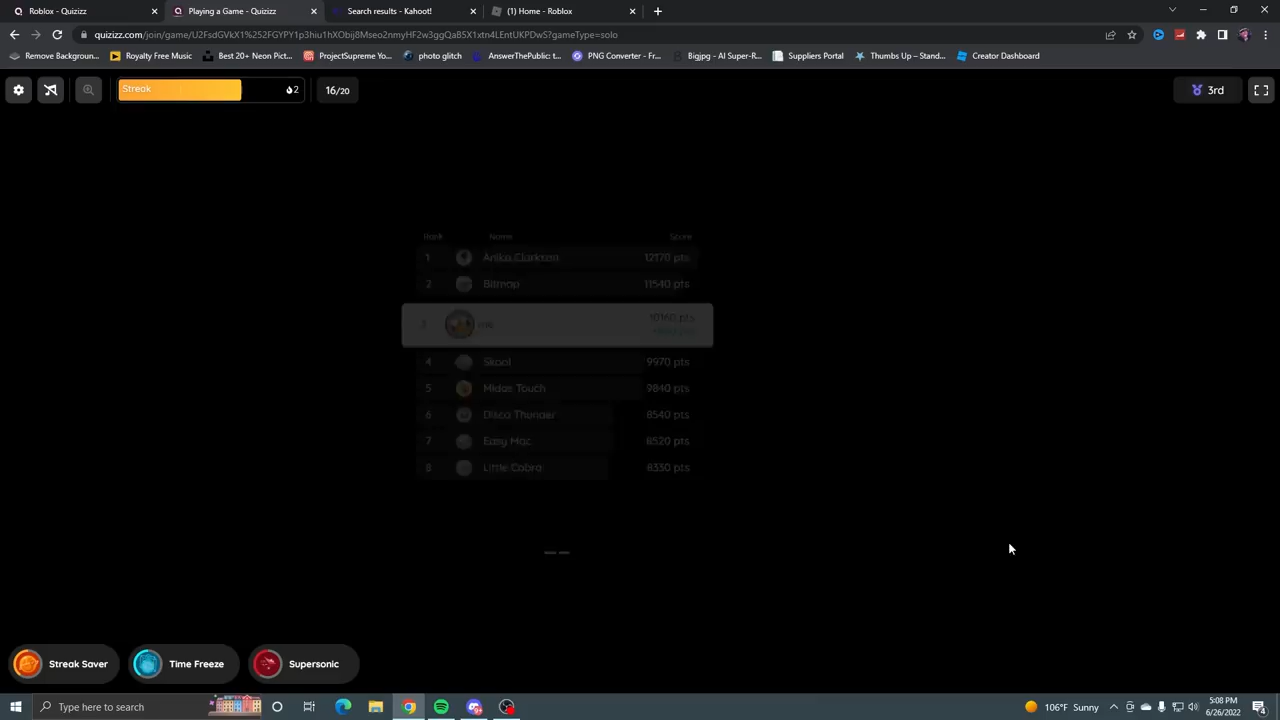 Roblox - Quizizz
Playing a Game - Quizizz
Search results - Kahoot!
(1) Home - Roblox
quizizz.com/join/game/U2FsdGVkX1%252FGYPY1p3hiu1hXObij8Mseo2nmyHF2w3ggQaB5X1xtn4LEntUKPDwS?gameType=solo
Remove Backgroun...
Royalty Free Music
Best 20+ Neon Pict...
ProjectSupreme Yo...
photo glitch
AnswerThePublic: t...
PNG Converter - Fr...
Bigjpg - AI Super-R...
Suppliers Portal
Thumbs Up – Stand...
Creator Dashboard
Streak
2
16/20
3rd
Rank Name Score
1 Anika Clarkson 12170 pts
2 Bitmap 11540 pts
3 me 10160 pts
4 Skool 9970 pts
5 Midas Touch 9840 pts
6 Disco Thunder 8540 pts
7 Easy Mac 8520 pts
8 Little Cobra 8330 pts
Streak Saver
Time Freeze
Supersonic
Type here to search
106°F Sunny
5:08 PM
6/26/2022
4